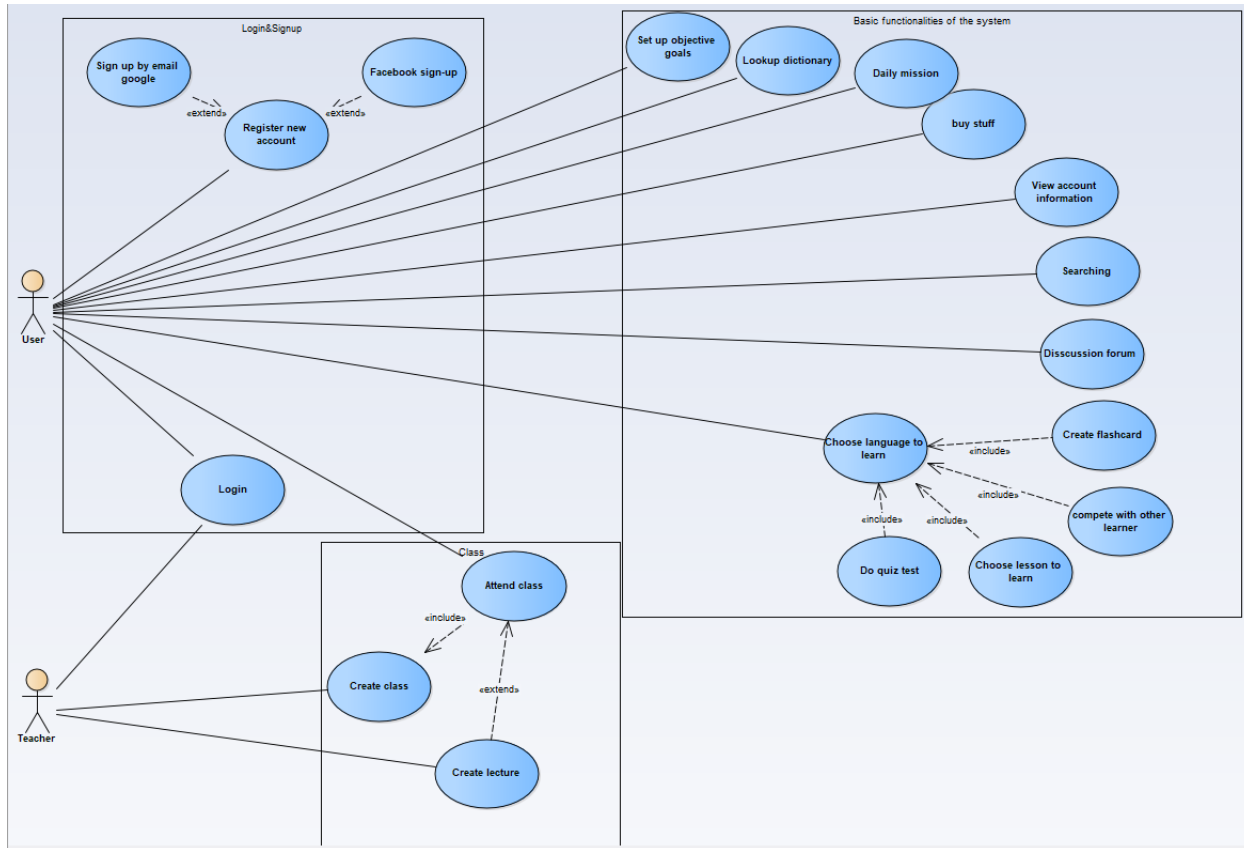 Login&Signup
Sign up by email
google
Facebook sign-up
«extend»
«extend»
Register new
account
User
Login
Basic functionalities of the system
Set up objective
goals
Lookup dictionary
Daily mission
buy stuff
View account
information
Searching
Disscussion forum
Choose language to
learn
«include»
Create flashcard
«include»
compete with other
learner
«include»
«include»
Do quiz test
Choose lesson to
learn
Class
Attend class
«include»
Create class
«extend»
Create lecture
Teacher